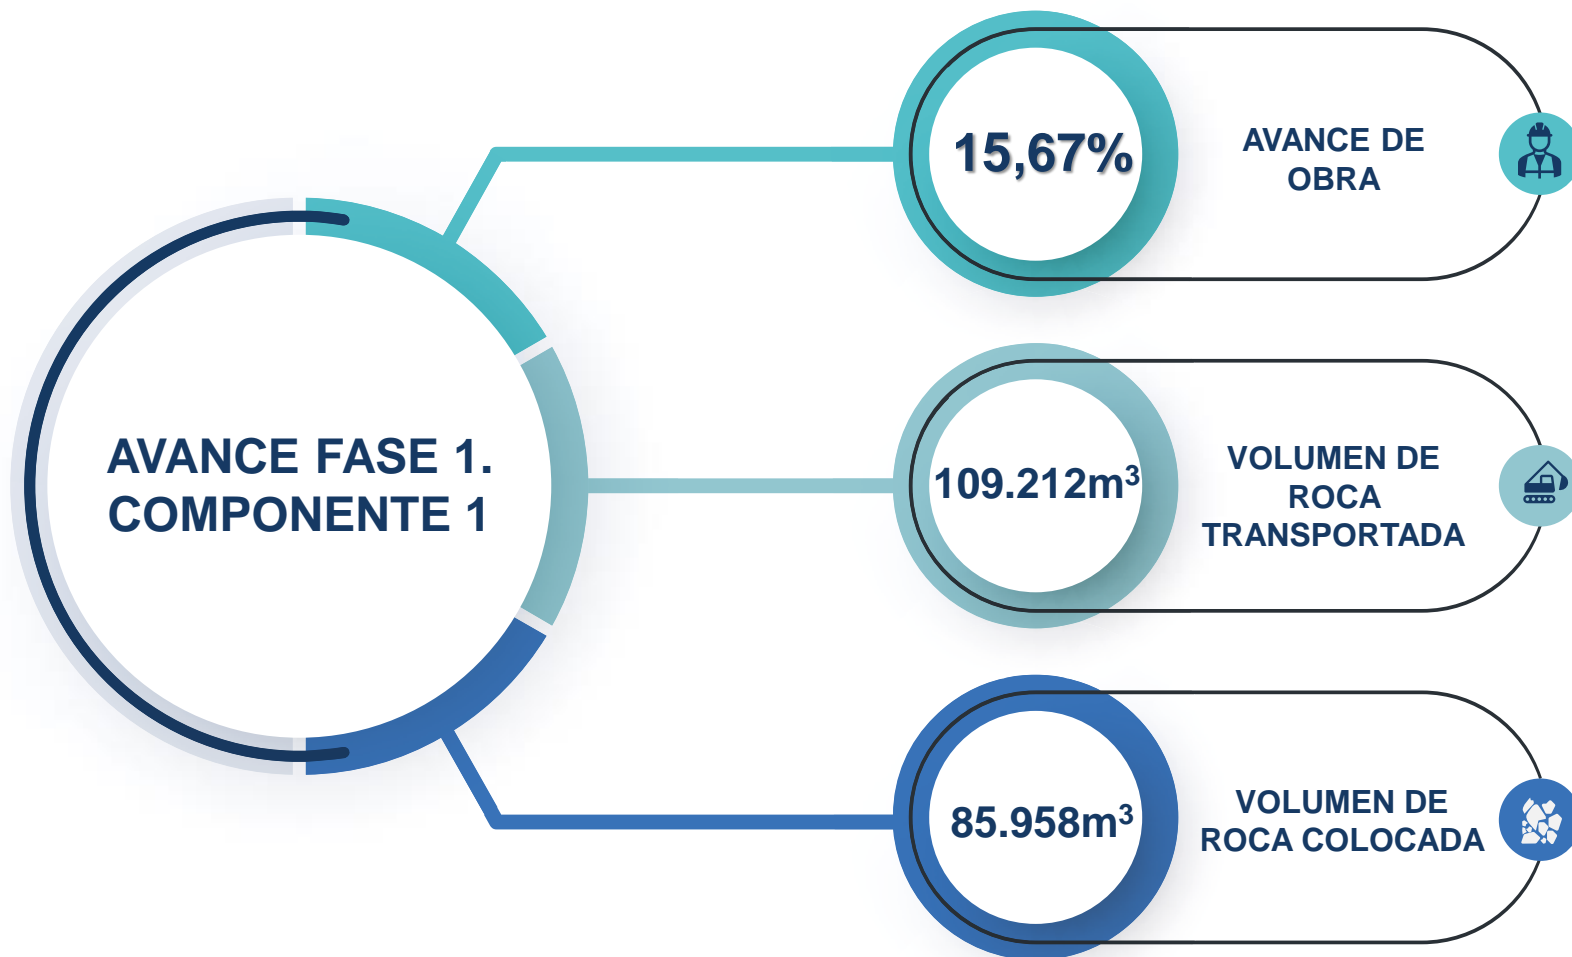 AVANCE FASE 1.
COMPONENTE 1
15,67%
AVANCE DE
OBRA
109.212m³
VOLUMEN DE
ROCA
TRANSPORTADA
85.958m³
VOLUMEN DE
ROCA COLOCADA